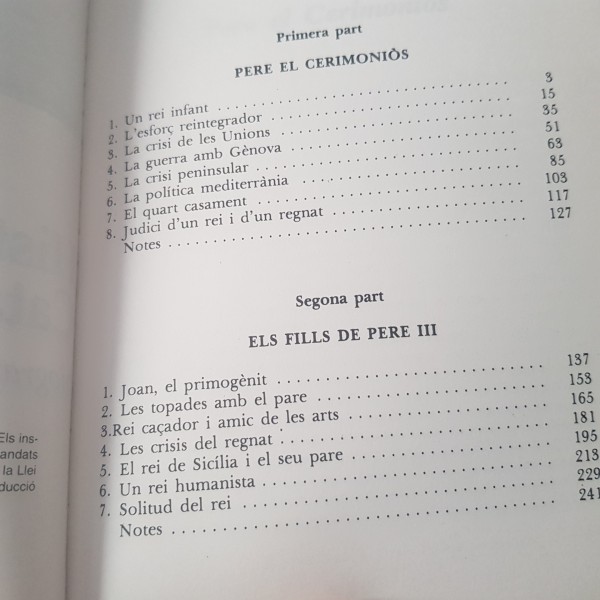 Primera part
PERE EL CERIMONIÒS
1. Un rei infant . . . . . . . . . . . . . . . . . . . . . 3
2. L'esforç reintegrador . . . . . . . . . . . . . . . . . . 15
3. La crisi de les Unions . . . . . . . . . . . . . . . . . . 35
4. La guerra amb Gènova . . . . . . . . . . . . . . . . . . 51
5. La crisi peninsular . . . . . . . . . . . . . . . . . . . 63
6. La política mediterrània . . . . . . . . . . . . . . . . . 85
7. El quart casament . . . . . . . . . . . . . . . . . . . 103
8. Judici d'un rei i d'un regnat . . . . . . . . . . . . . . . 117
Notes . . . . . . . . . . . . . . . . . . . . . . . . 127
Segona part
ELS FILLS DE PERE III
1. Joan, el primogènit . . . . . . . . . . . . . . . . . . . 137
2. Les topades amb el pare . . . . . . . . . . . . . . . . . 153
3.Rei caçador i amic de les arts . . . . . . . . . . . . . . . 165
4. Les crisis del regnat . . . . . . . . . . . . . . . . . . 181
5. El rei de Sicília i el seu pare . . . . . . . . . . . . . . . 195
6. Un rei humanista . . . . . . . . . . . . . . . . . . . . 213
7. Solitud del rei . . . . . . . . . . . . . . . . . . . . . 229
Notes . . . . . . . . . . . . . . . . . . . . . . . . 241
Els ins-
andats
la Llei
ducció